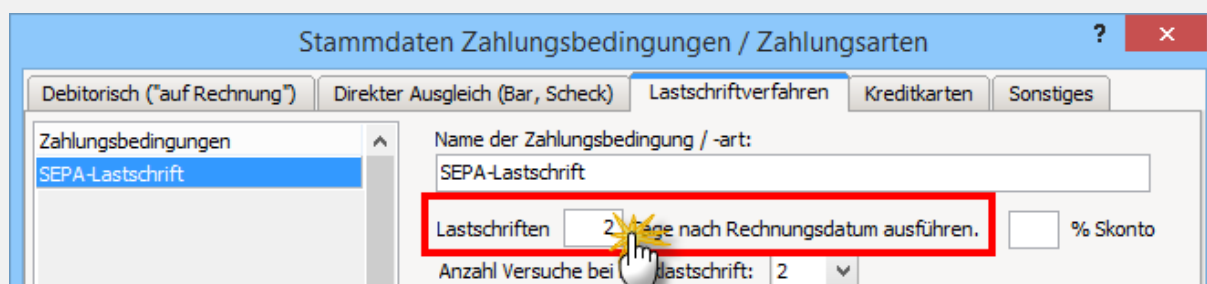 Stammdaten Zahlungsbedingungen / Zahlungsarten ? ×
Debitorisch ("auf Rechnung") Direkter Ausgleich (Bar, Scheck) Lastschriftverfahren Kreditkarten Sonstiges
Zahlungsbedingungen
SEPA-Lastschrift
Name der Zahlungsbedingung / -art:
SEPA-Lastschrift
Lastschriften 2 nach Rechnungsdatum ausführen. % Skonto
Anzahl Versuche bei 2